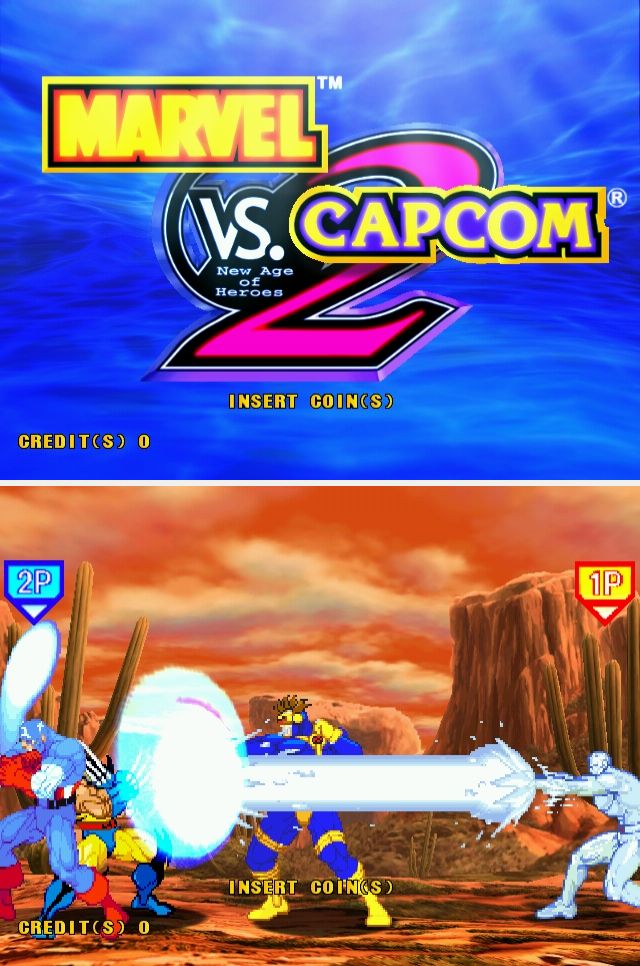 MARVEL TM
VS. CAPCOM ®
2
New Age
of
Heroes
INSERT COIN(S)
CREDIT(S) 0
2P
1P
INSERT COIN(S)
CREDIT(S) 0